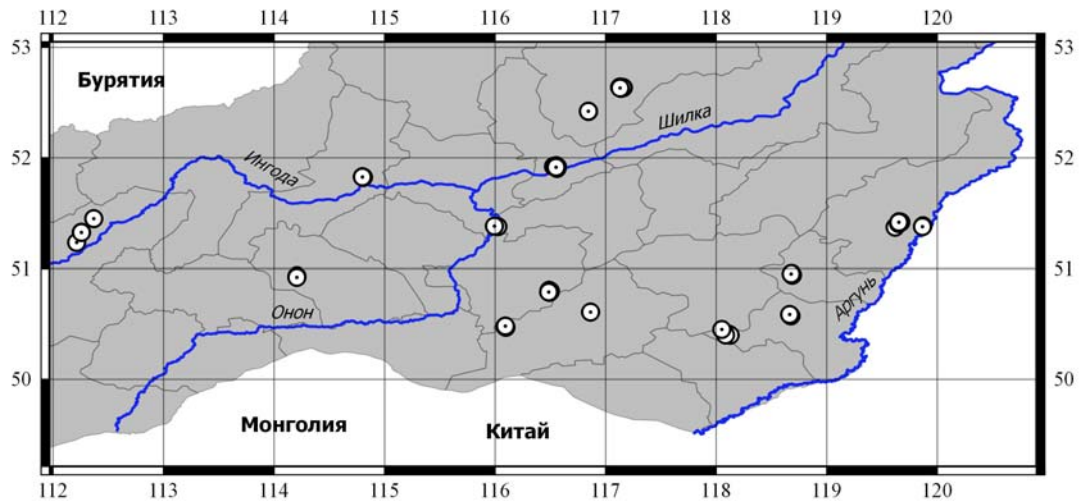 112 113 114 115 116 117 118 119 120
53 53
Бурятия
Шилка
52 52
Ингода
51 51
Аргунь
Онон
50 50
Монголия Китай
112 113 114 115 116 117 118 119 120